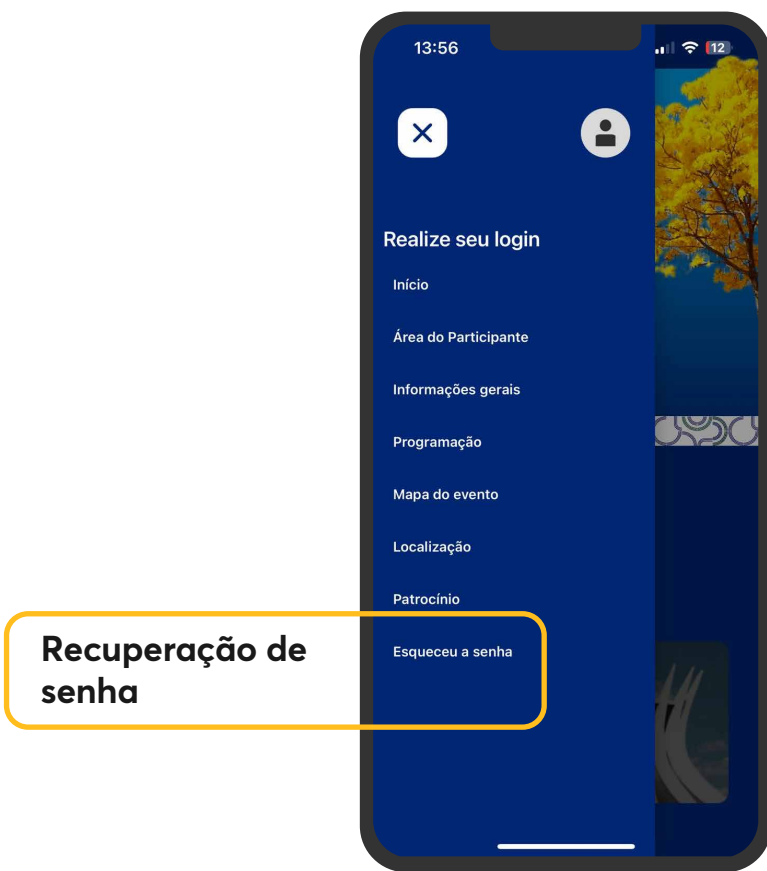 13:56
12
Realize seu login
Início
Área do Participante
Informações gerais
Programação
Mapa do evento
Localização
Patrocínio
Recuperação de
senha
Esqueceu a senha